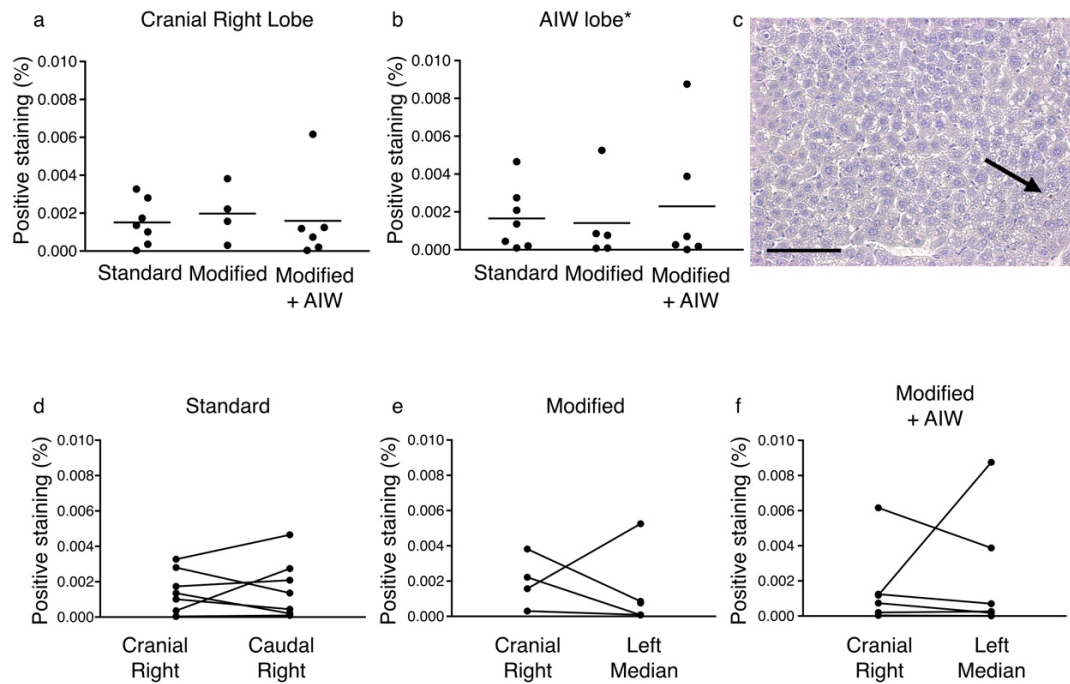 a
Cranial Right Lobe
Positive staining (%)
0.010
0.008
0.006
0.004
0.002
0.000
Standard Modified Modified
+ AIW
b
AIW lobe*
Positive staining (%)
0.010
0.008
0.006
0.004
0.002
0.000
Standard Modified Modified
+ AIW
c
d
Standard
Positive staining (%)
0.010
0.008
0.006
0.004
0.002
0.000
Cranial Caudal
Right Right
e
Modified
Positive staining (%)
0.010
0.008
0.006
0.004
0.002
0.000
Cranial Left
Right Median
f
Modified
+ AIW
Positive staining (%)
0.010
0.008
0.006
0.004
0.002
0.000
Cranial Left
Right Median